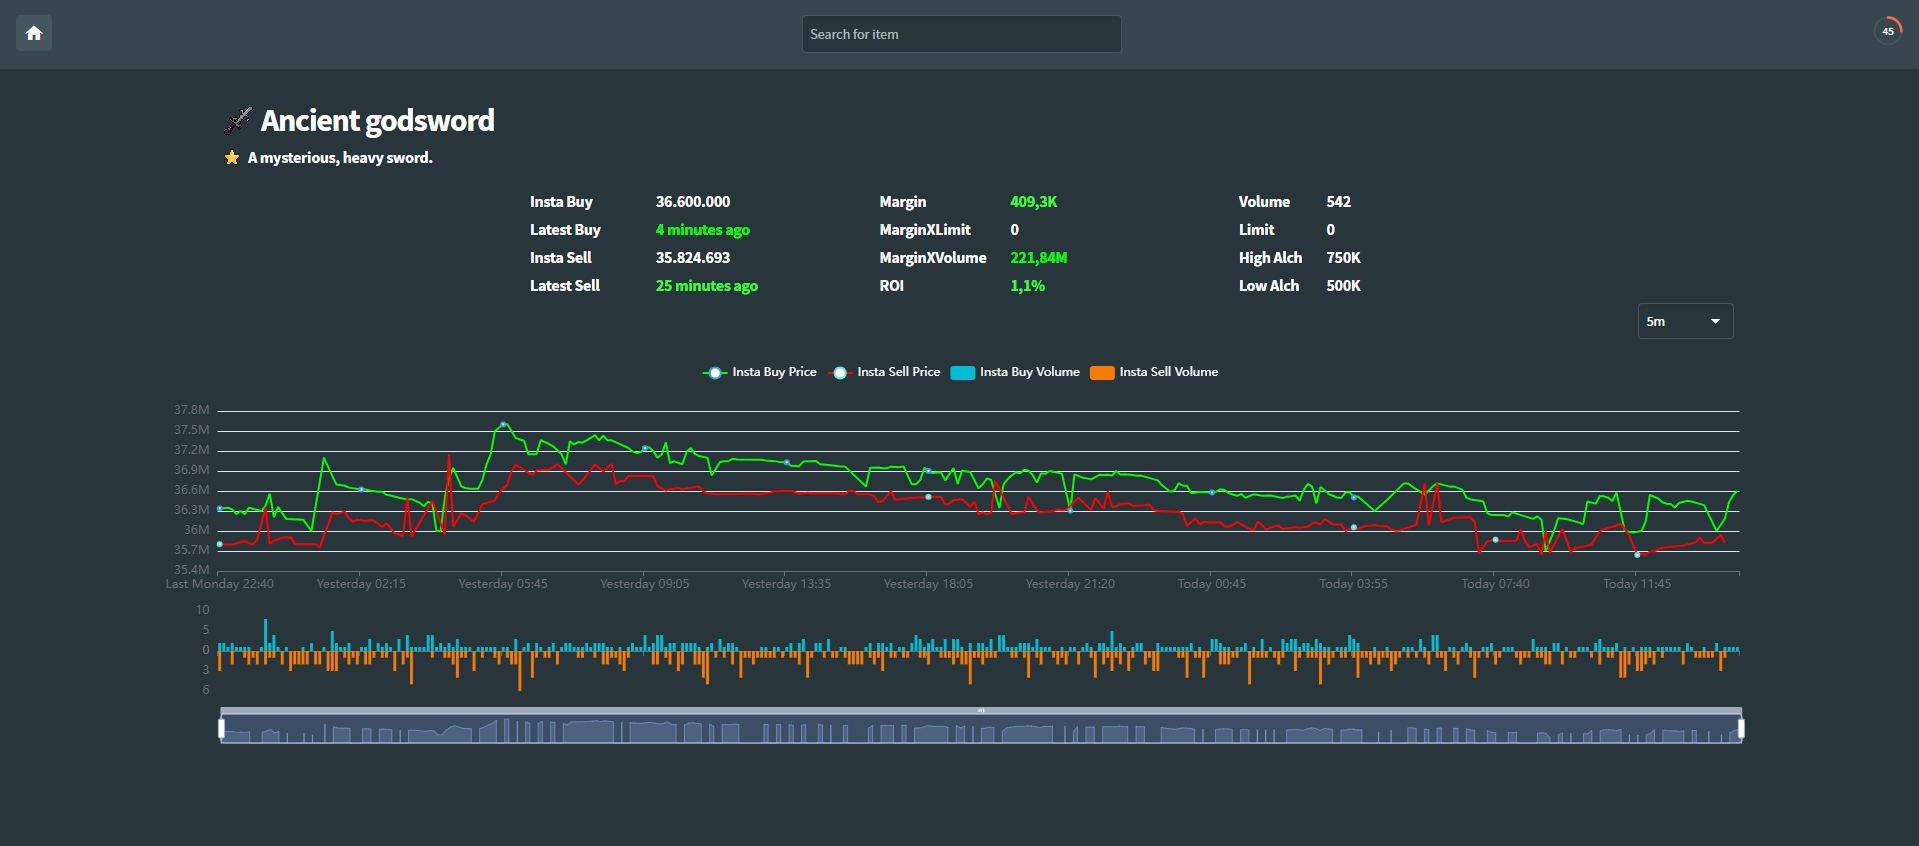 Search for item
45
Ancient godsword
A mysterious, heavy sword.
Insta Buy 36.600.000 Margin 409,3K Volume 542
Latest Buy 4 minutes ago MarginXLimit 0 Limit 0
Insta Sell 35.824.693 MarginXVolume 221,84M High Alch 750K
Latest Sell 25 minutes ago ROI 1,1% Low Alch 500K
5m
Insta Buy Price Insta Sell Price Insta Buy Volume Insta Sell Volume
37.8M
37.5M
37.2M
36.9M
36.6M
36.3M
36M
35.7M
35.4M
Last Monday 22:40 Yesterday 02:15 Yesterday 05:45 Yesterday 09:05 Yesterday 13:35 Yesterday 18:05 Yesterday 21:20 Today 00:45 Today 03:55 Today 07:40 Today 11:45
10
5
0
3
6